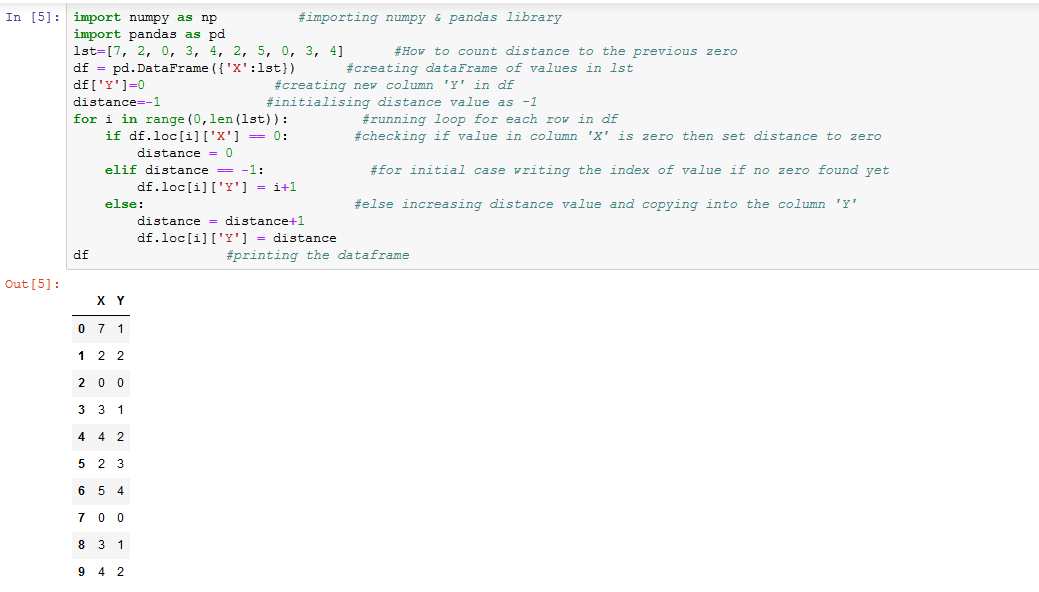 In [5]: import numpy as np #importing numpy & pandas library
import pandas as pd
lst=[7, 2, 0, 3, 4, 2, 5, 0, 3, 4] #How to count distance to the previous zero
df = pd.DataFrame({'X':lst}) #creating dataFrame of values in lst
df['Y']=0 #creating new column 'Y' in df
distance=-1 #initialising distance value as -1
for i in range(0,len(lst)): #running loop for each row in df
    if df.loc[i]['X'] == 0: #checking if value in column 'X' is zero then set distance to zero
        distance = 0
    elif distance == -1: #for initial case writing the index of value if no zero found yet
        df.loc[i]['Y'] = i+1
    else: #else increasing distance value and copying into the column 'Y'
        distance = distance+1
        df.loc[i]['Y'] = distance
df #printing the dataframe
Out[5]:
X Y
0 7 1
1 2 2
2 0 0
3 3 1
4 4 2
5 2 3
6 5 4
7 0 0
8 3 1
9 4 2